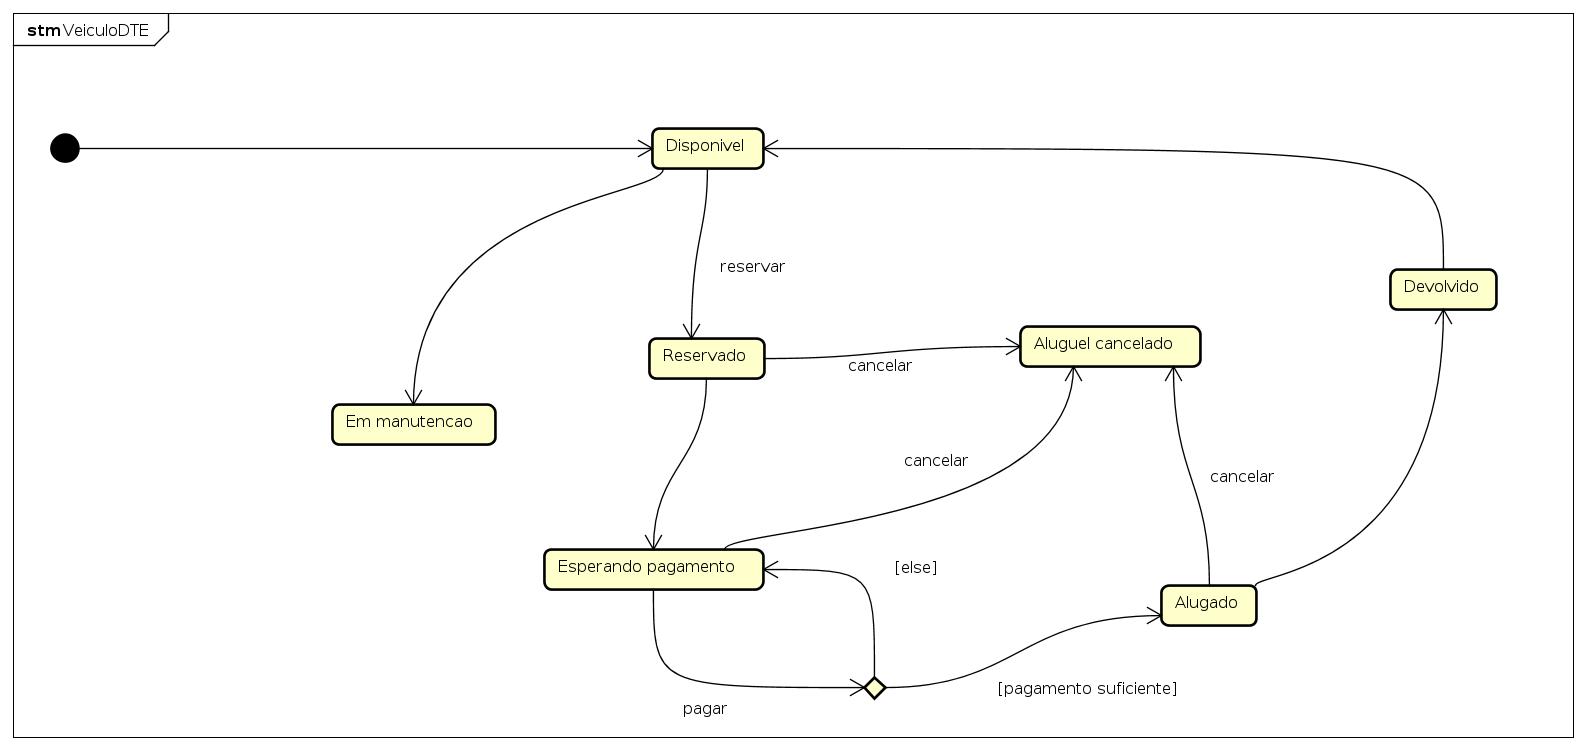 stm VeiculoDTE
Disponivel
reservar
Devolvido
Reservado
Aluguel cancelado
cancelar
Em manutencao
cancelar
cancelar
Esperando pagamento
[else]
Alugado
[pagamento suficiente]
pagar